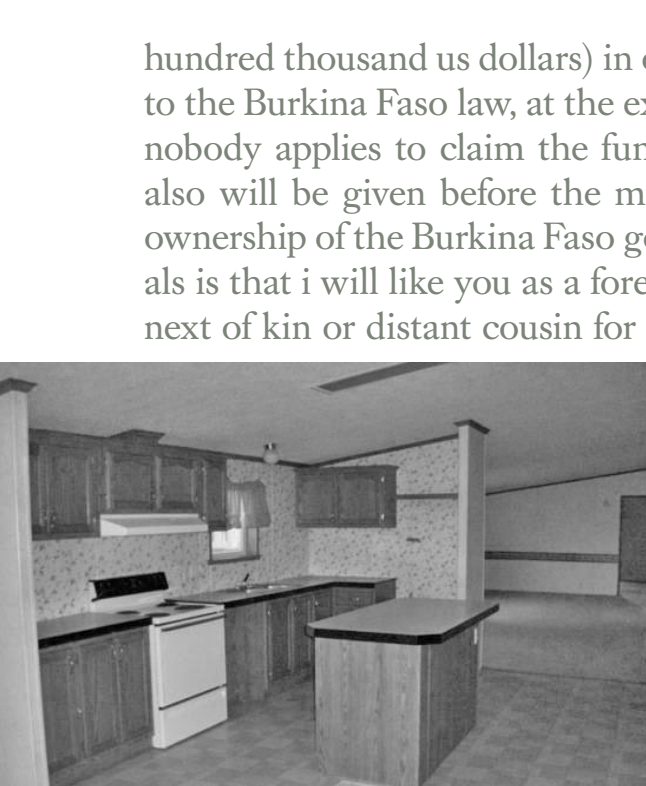 hundred thousand us dollars) in
to the Burkina Faso law, at the
nobody applies to claim the
also will be given before the
ownership of the Burkina Faso
als is that i will like you as a
next of kin or distant cousin for